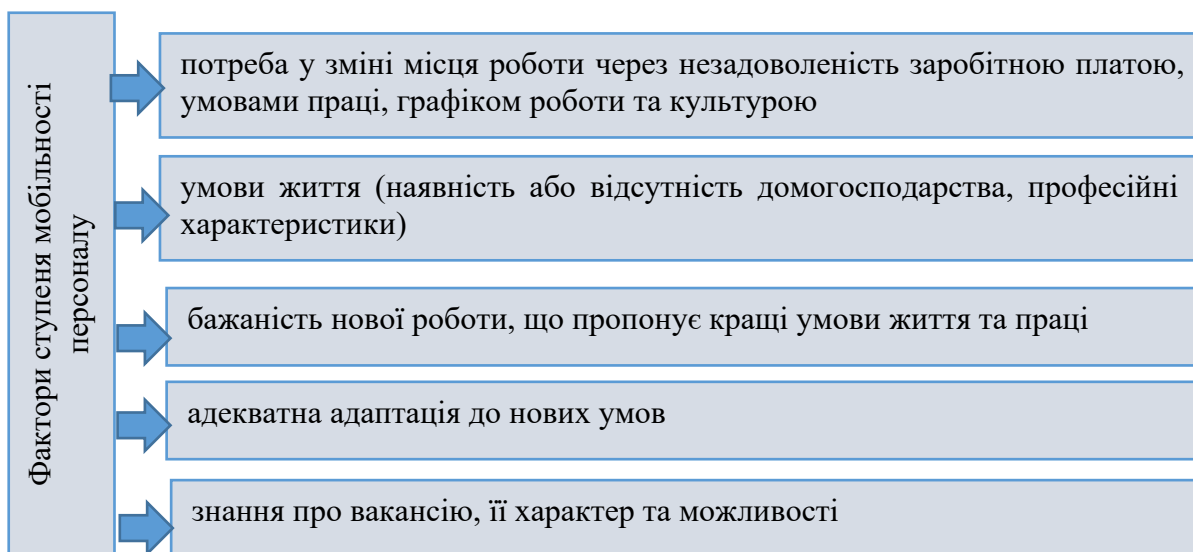 Фактори ступеня мобільності
персоналу
потреба у зміні місця роботи через незадоволеність заробітною платою,
умовами праці, графіком роботи та культурою
умови життя (наявність або відсутність домогосподарства, професійні
характеристики)
бажаність нової роботи, що пропонує кращі умови життя та праці
адекватна адаптація до нових умов
знання про вакансію, її характер та можливості